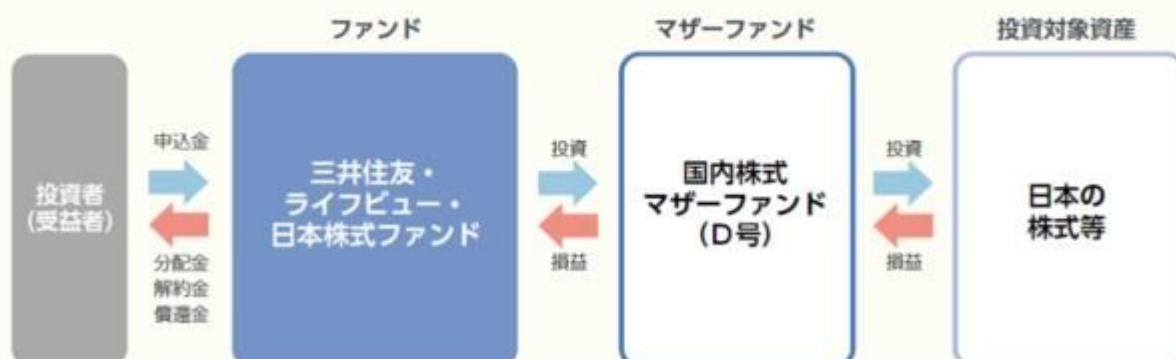 ファンド
マザーファンド
投資対象資産
投資者
(受益者)
申込金
分配金
解約金
償還金
三井住友・
ライフビュー・
日本株式ファンド
投資
損益
国内株式
マザーファンド
(D号)
投資
損益
日本の
株式等